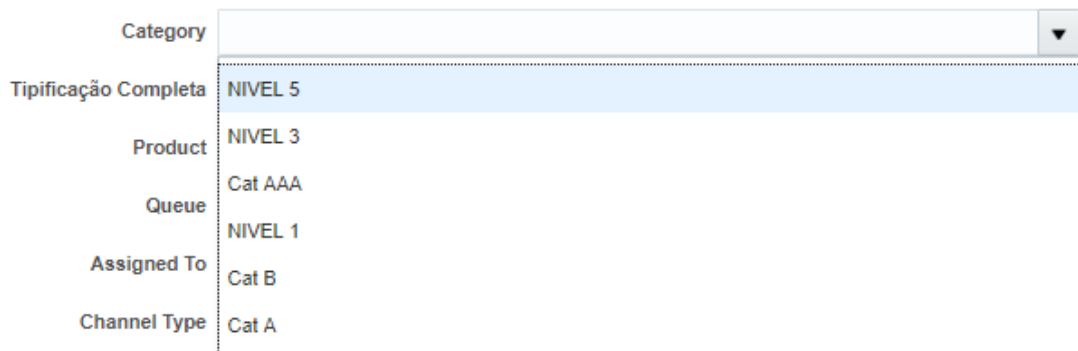 Category
Tipificação Completa NIVEL 5
Product NIVEL 3
Cat AAA
Queue
NIVEL 1
Assigned To
Cat B
Channel Type Cat A